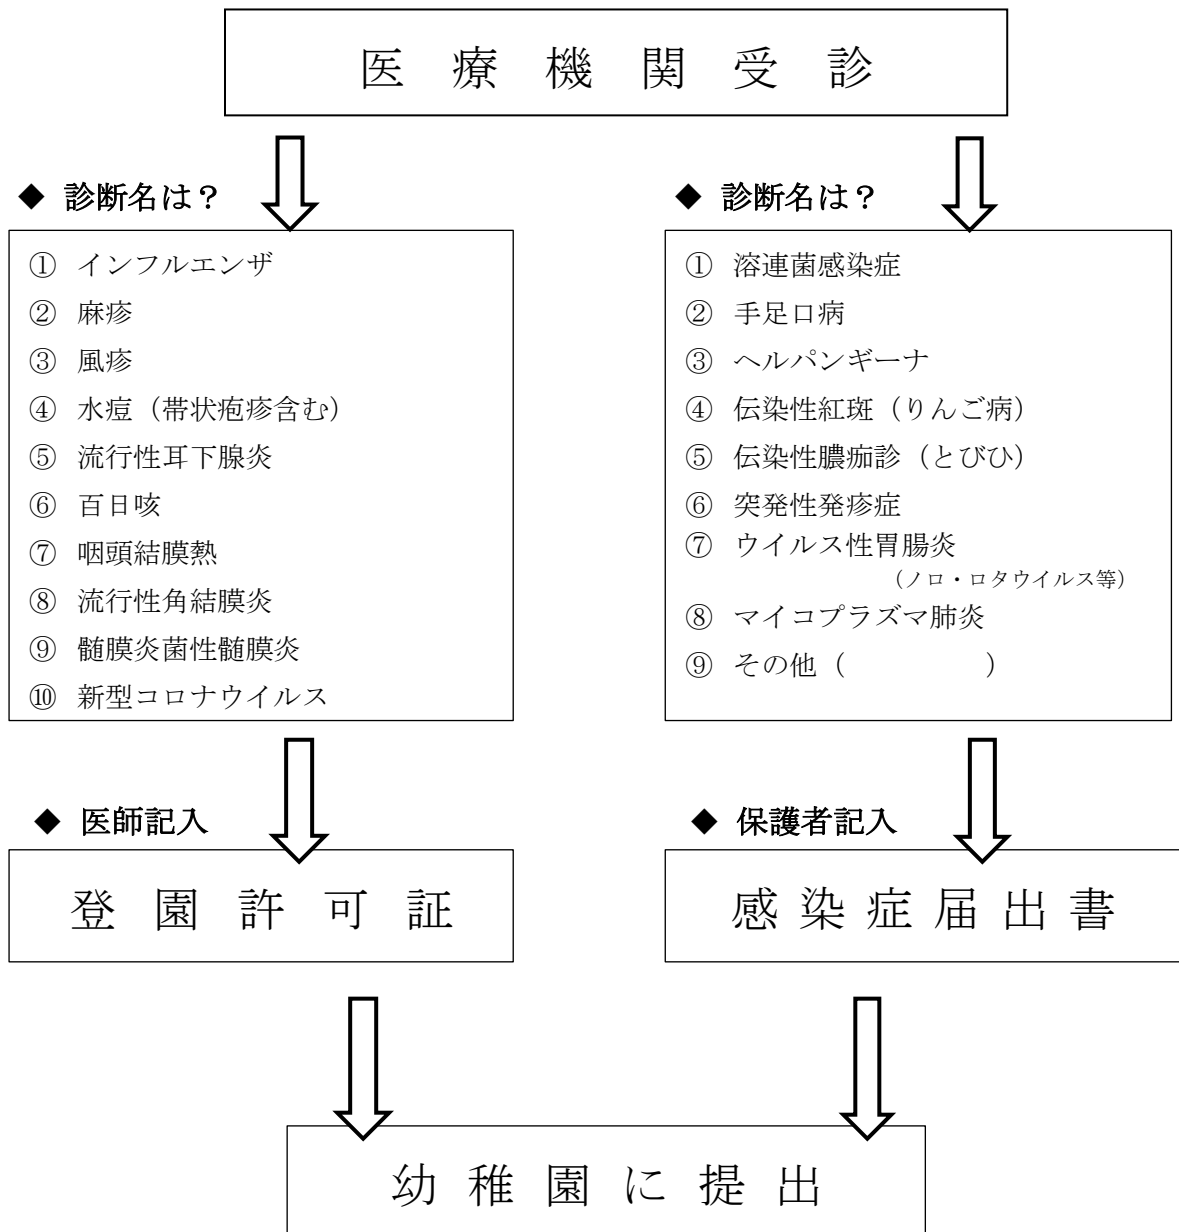 医療機関受診
◆ 診断名は？
① インフルエンザ
② 麻疹
③ 風疹
④ 水痘（帯状疱疹含む）
⑤ 流行性耳下腺炎
⑥ 百日咳
⑦ 咽頭結膜熱
⑧ 流行性角結膜炎
⑨ 髄膜炎菌性髄膜炎
⑩ 新型コロナウイルス
◆ 医師記入
登園許可証
◆ 診断名は？
① 溶連菌感染症
② 手足口病
③ ヘルパンギーナ
④ 伝染性紅斑（りんご病）
⑤ 伝染性膿痂診（とびひ）
⑥ 突発性発疹症
⑦ ウイルス性胃腸炎
（ノロ・ロタウイルス等）
⑧ マイコプラズマ肺炎
⑨ その他（　　　　　）
◆ 保護者記入
感染症届出書
幼稚園に提出